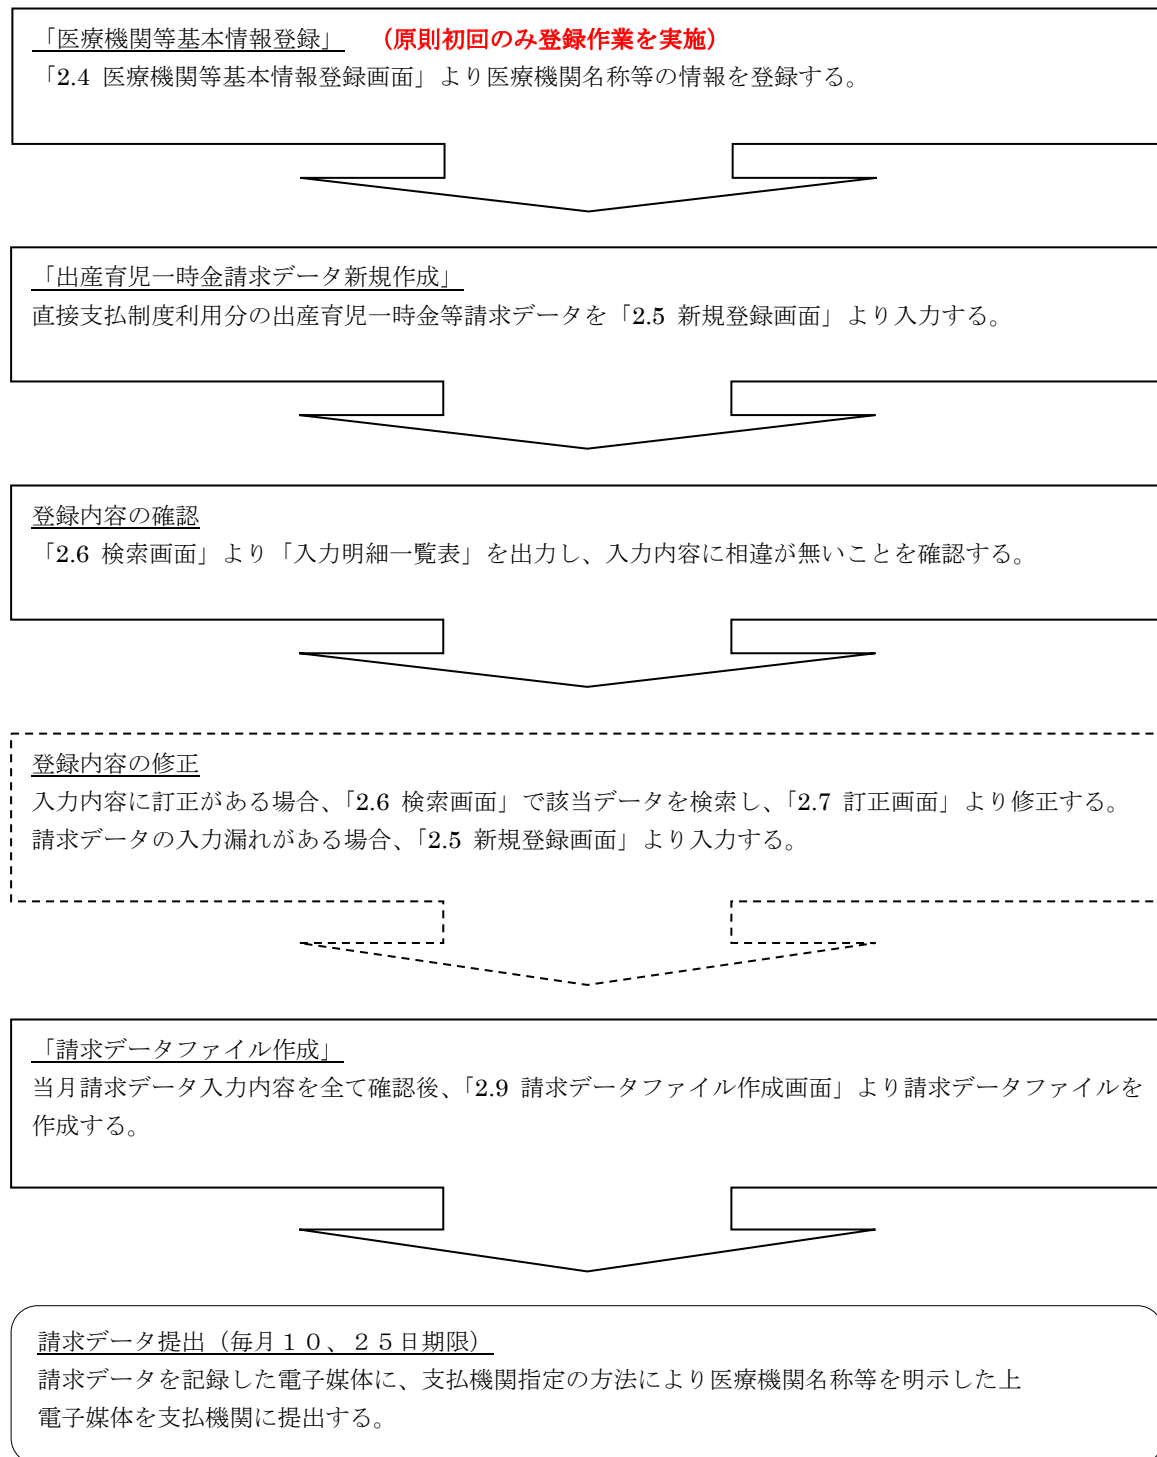 「医療機関等基本情報登録」 （原則初回のみ登録作業を実施）
「2.4 医療機関等基本情報登録画面」より医療機関名称等の情報を登録する。
「出産育児一時金請求データ新規作成」
直接支払制度利用分の出産育児一時金等請求データを「2.5 新規登録画面」より入力する。
登録内容の確認
「2.6 検索画面」より「入力明細一覧表」を出力し、入力内容に相違が無いことを確認する。
登録内容の修正
入力内容に訂正がある場合、「2.6 検索画面」で該当データを検索し、「2.7 訂正画面」より修正する。
請求データの入力漏れがある場合、「2.5 新規登録画面」より入力する。
「請求データファイル作成」
当月請求データ入力内容を全て確認後、「2.9 請求データファイル作成画面」より請求データファイルを
作成する。
請求データ提出（毎月１０、２５日期限）
請求データを記録した電子媒体に、支払機関指定の方法により医療機関名称等を明示した上
電子媒体を支払機関に提出する。